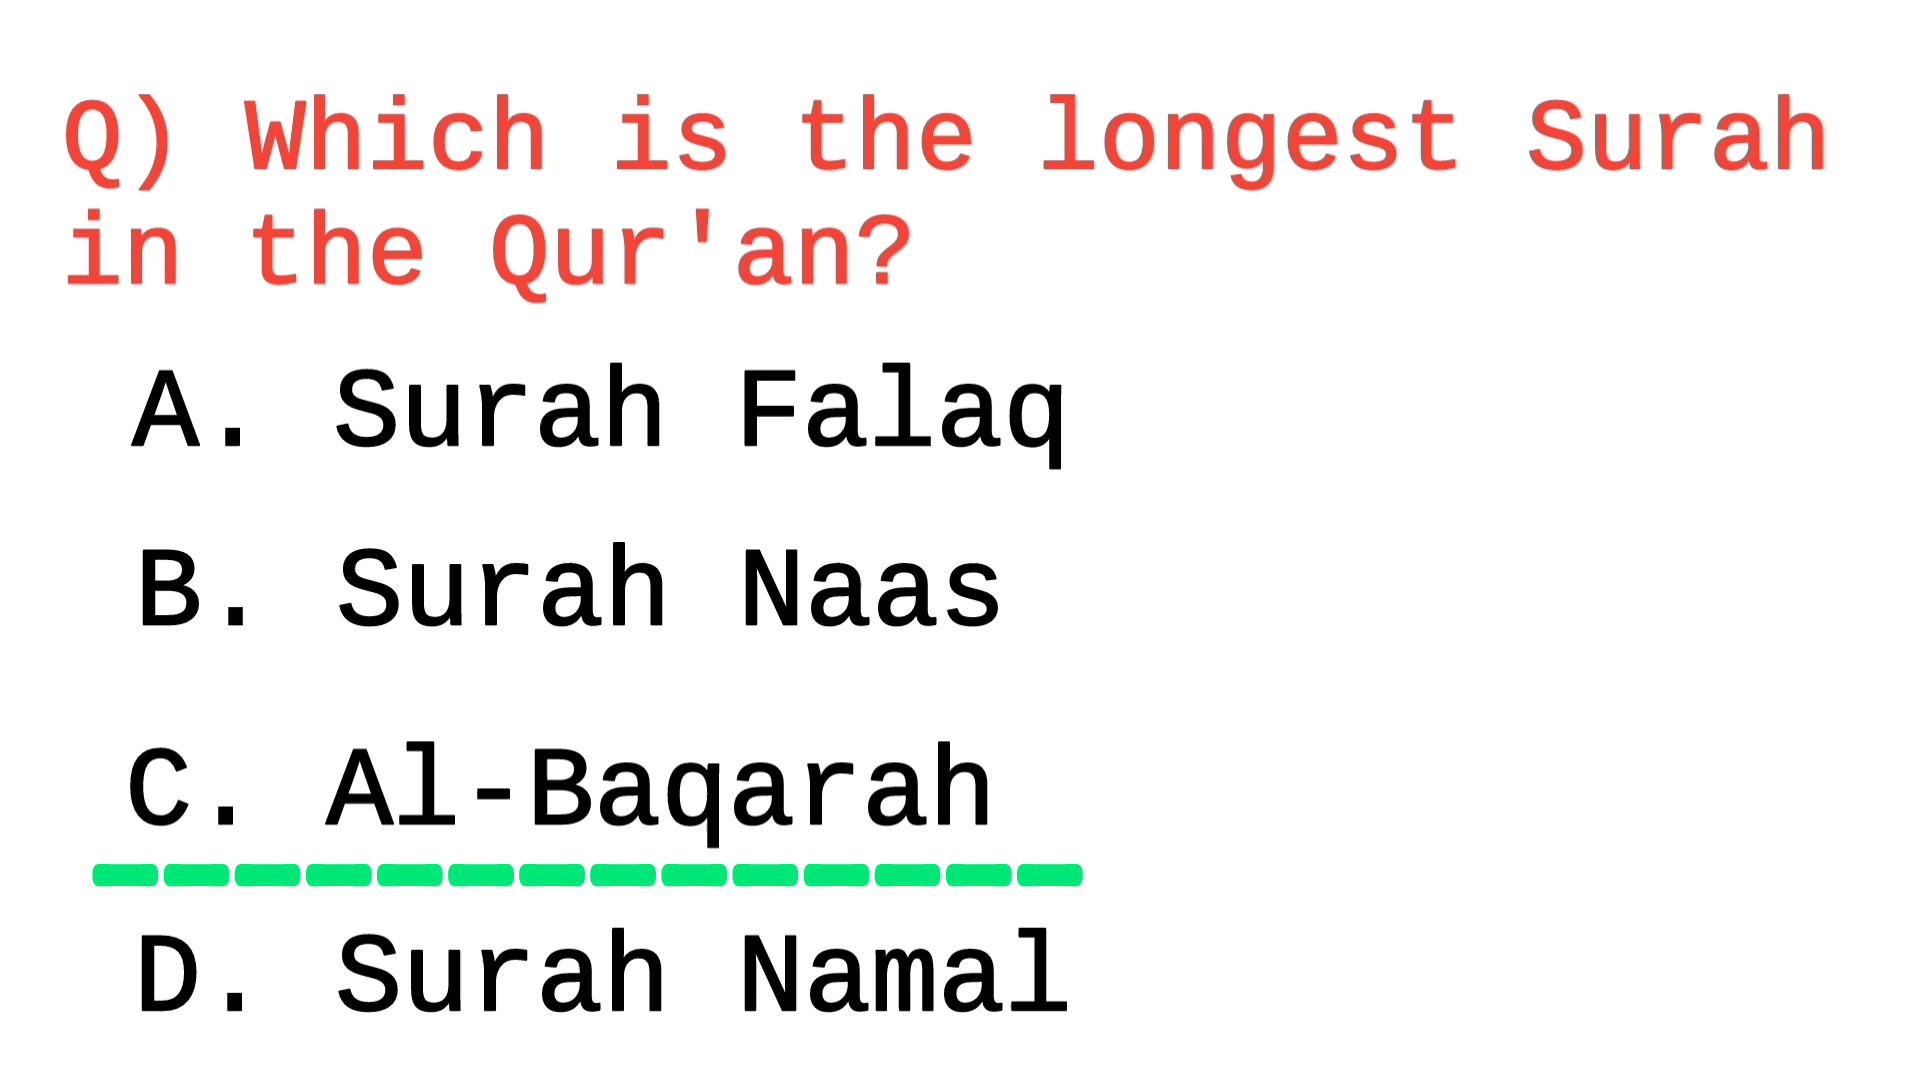 Q) Which is the longest Surah
in the Qur'an?
A. Surah Falaq
B. Surah Naas
C. Al-Baqarah
D. Surah Namal